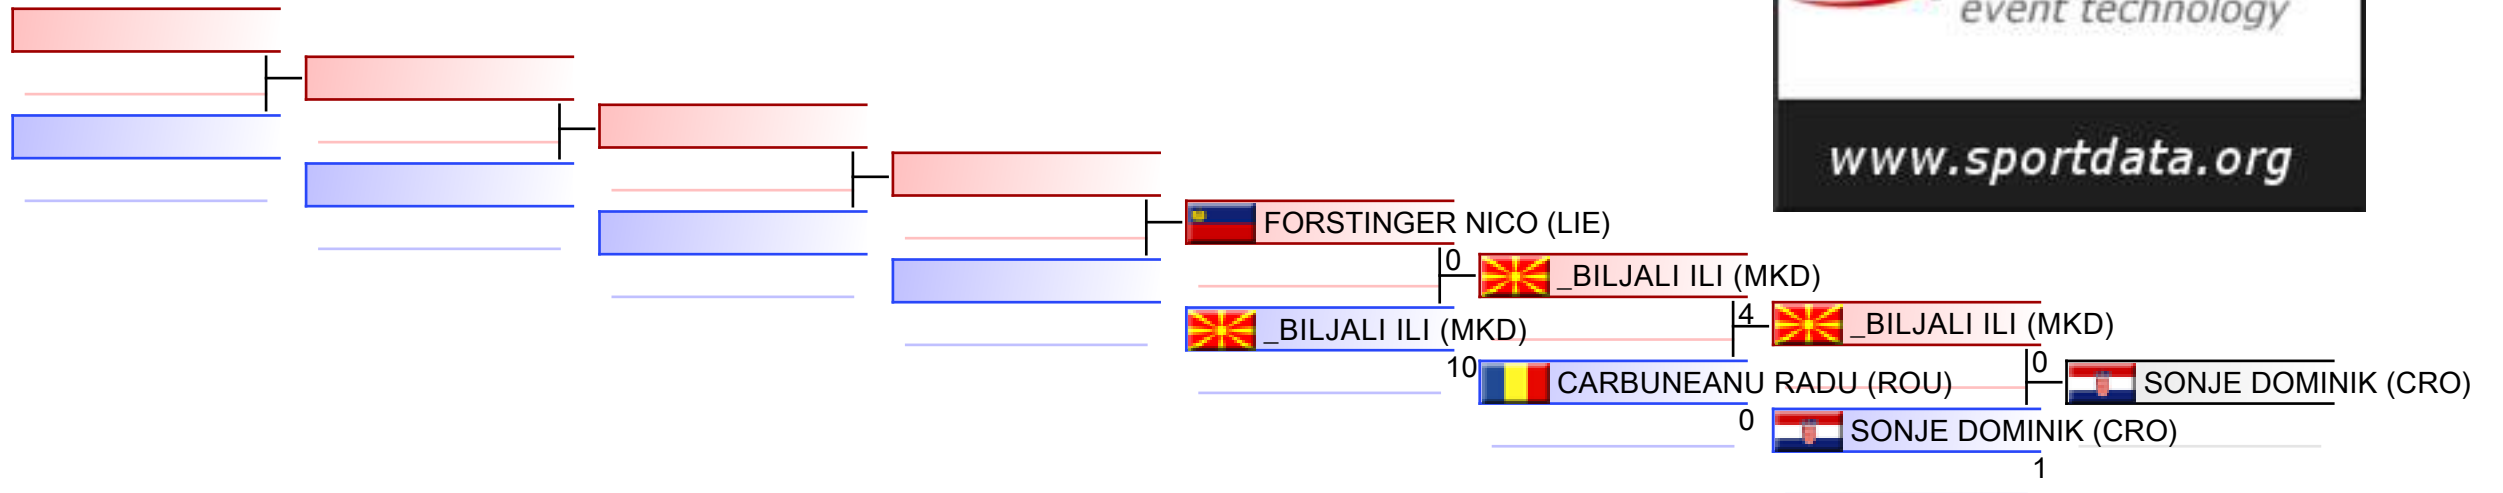 event technology
www.sportdata.org
FORSTINGER NICO (LIE)
0
_BILJALI ILI (MKD)
_BILJALI ILI (MKD)
10
4
_BILJALI ILI (MKD)
CARBUNEANU RADU (ROU)
0
0
SONJE DOMINIK (CRO)
SONJE DOMINIK (CRO)
1